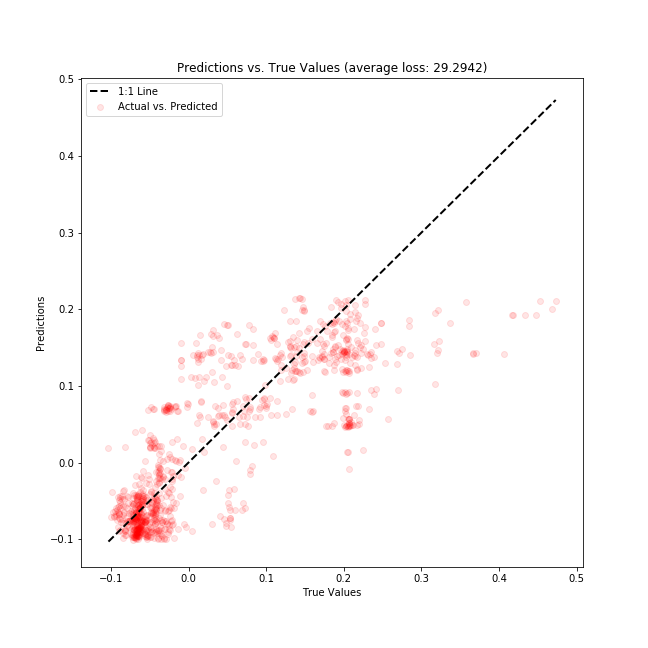 Predictions vs. True Values (average loss: 29.2942)
1:1 Line
Actual vs. Predicted
0.5
0.4
0.3
0.2
0.1
0.0
−0.1
Predictions
−0.1 0.0 0.1 0.2 0.3 0.4 0.5
True Values